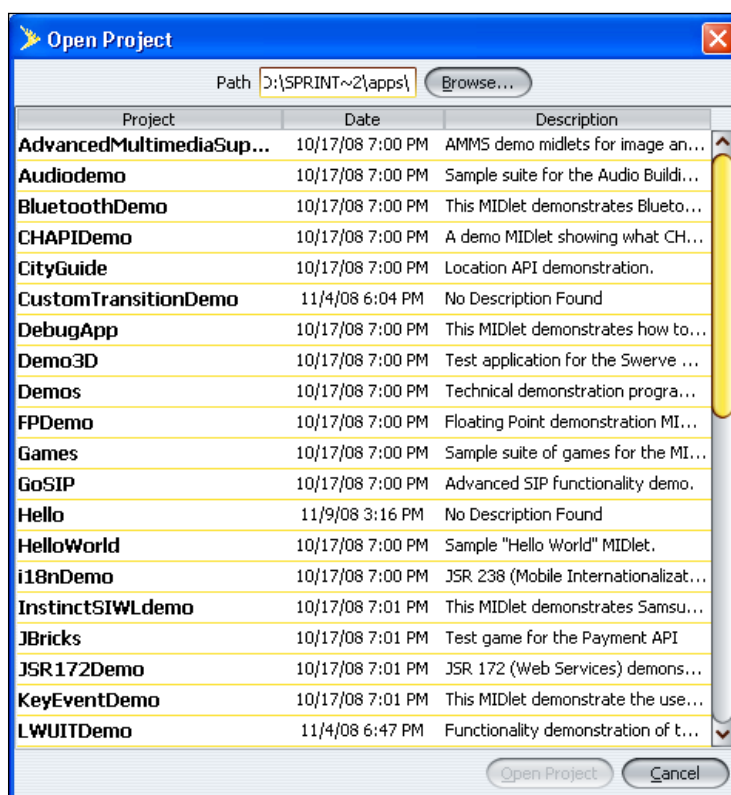 Open Project
Path D:\SPRINT~2\apps\ Browse...
Project Date Description
AdvancedMultimediaSup... 10/17/08 7:00 PM AMMS demo midlets for image an...
Audiodemo 10/17/08 7:00 PM Sample suite for the Audio Buildi...
BluetoothDemo 10/17/08 7:00 PM This MIDlet demonstrates Blueto...
CHAPIDemo 10/17/08 7:00 PM A demo MIDlet showing what CH...
CityGuide 10/17/08 7:00 PM Location API demonstration.
CustomTransitionDemo 11/4/08 6:04 PM No Description Found
DebugApp 10/17/08 7:00 PM This MIDlet demonstrates how to...
Demo3D 10/17/08 7:00 PM Test application for the Swerve ...
Demos 10/17/08 7:00 PM Technical demonstration progra...
FPDemo 10/17/08 7:00 PM Floating Point demonstration MI...
Games 10/17/08 7:00 PM Sample suite of games for the MI...
GoSIP 10/17/08 7:00 PM Advanced SIP functionality demo.
Hello 11/9/08 3:16 PM No Description Found
HelloWorld 10/17/08 7:00 PM Sample "Hello World" MIDlet.
i18nDemo 10/17/08 7:00 PM JSR 238 (Mobile Internationalizat...
InstinctSIWLdemo 10/17/08 7:01 PM This MIDlet demonstrates Samsu...
JBricks 10/17/08 7:01 PM Test game for the Payment API
JSR172Demo 10/17/08 7:01 PM JSR 172 (Web Services) demons...
KeyEventDemo 10/17/08 7:01 PM This MIDlet demonstrate the use...
LWUITDemo 11/4/08 6:47 PM Functionality demonstration of t...
Open Project Cancel